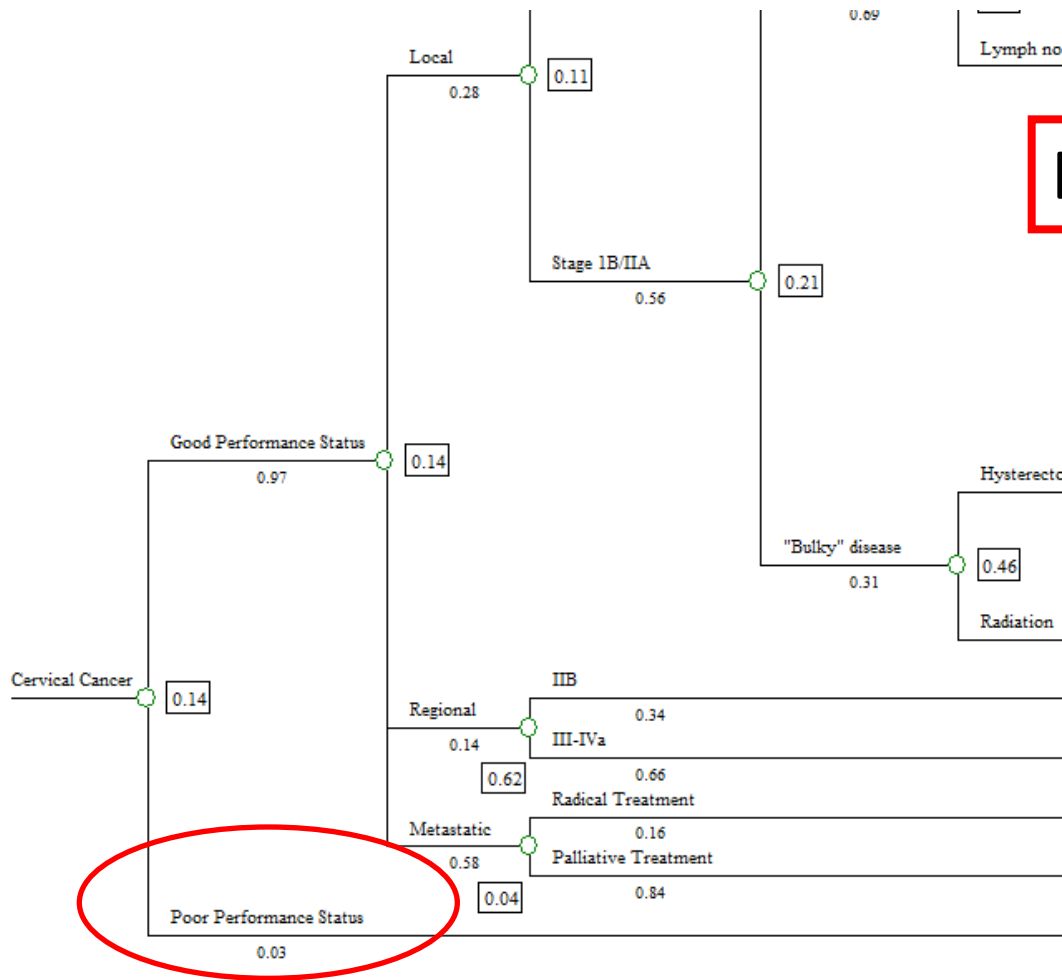 0.69
Lymph
Local
0.28
0.11
Stage 1B/IIA
0.56
0.21
Good Performance Status
0.97
0.14
"Bulky" disease
0.31
0.46
Radiation
Cervical Cancer
0.14
Regional
0.14
0.62
IIB
0.34
III-IVa
0.66
Radical Treatment
0.16
Metastatic
0.58
0.04
Palliative Treatment
0.84
Poor Performance Status
0.03